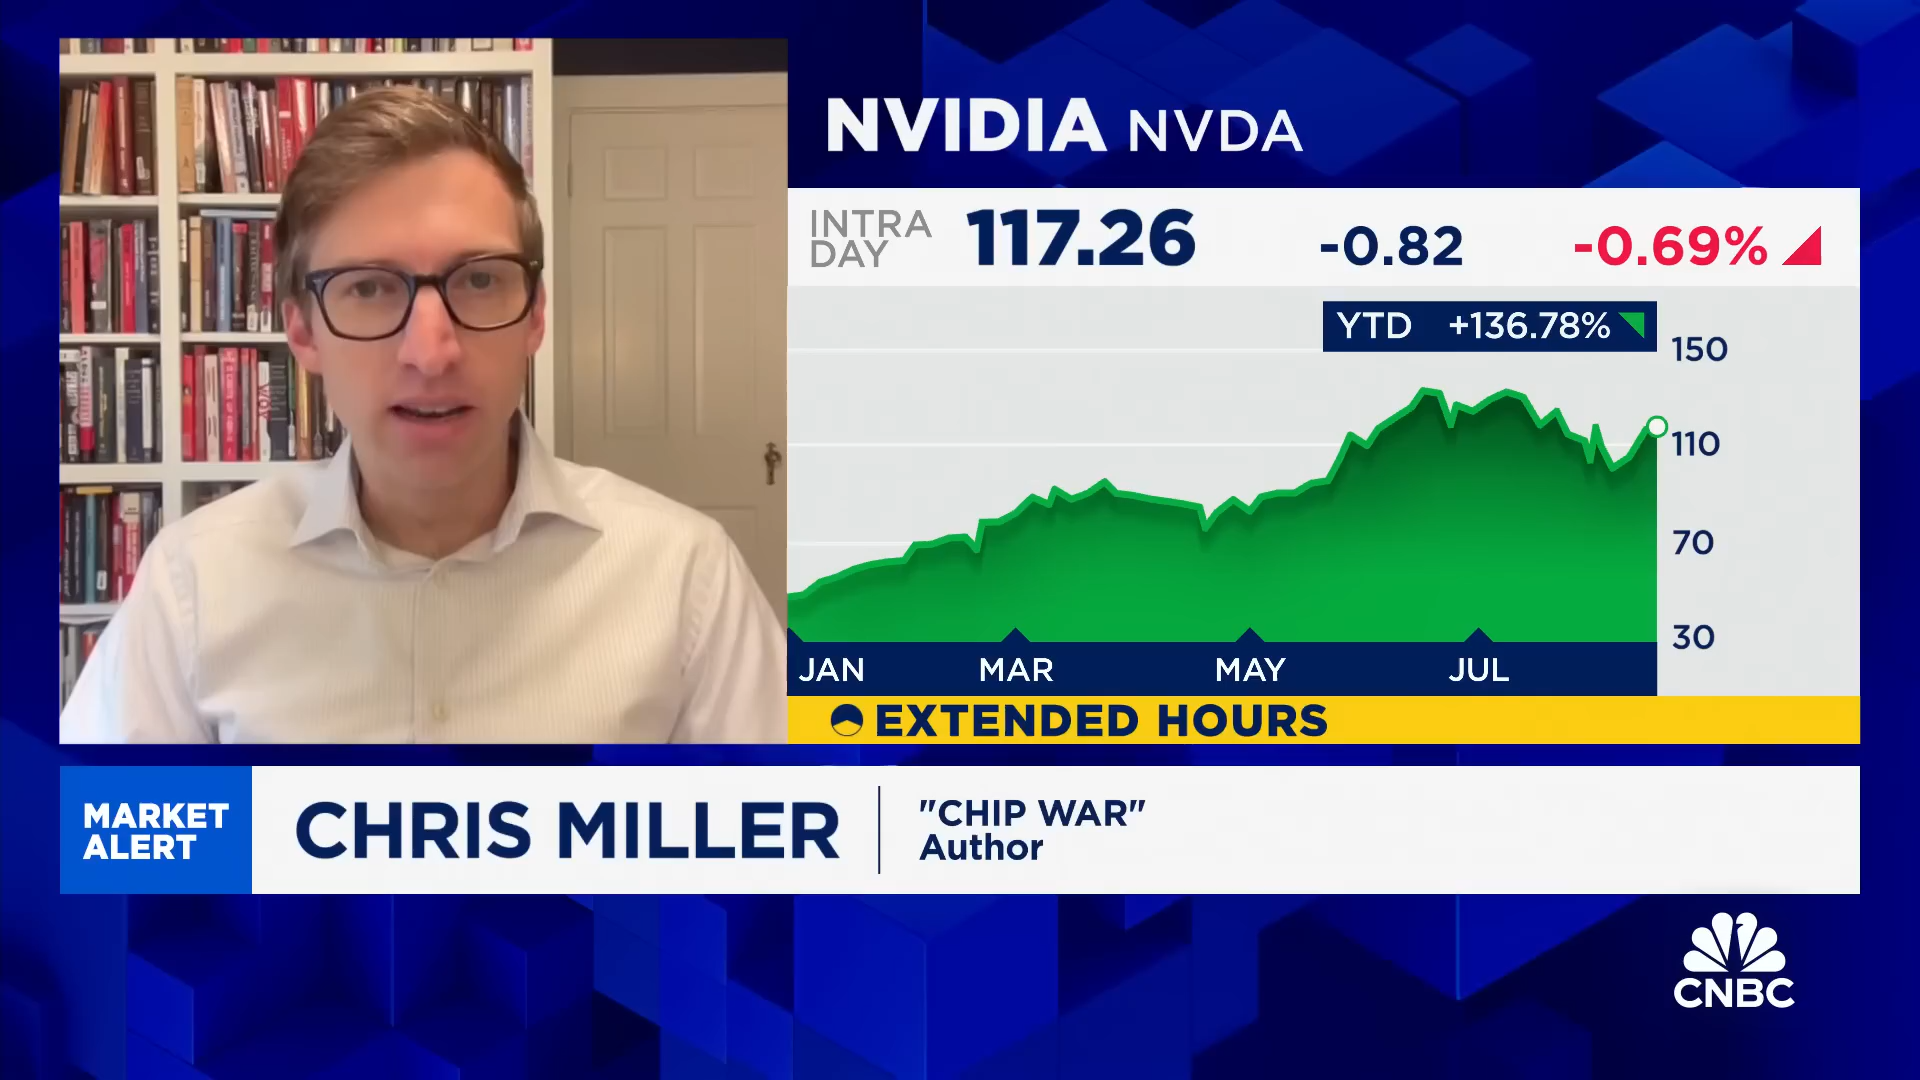 NVIDIA NVDA
INTRA
DAY
117.26
-0.82
-0.69%
YTD +136.78%
150
110
70
30
JAN
MAR
MAY
JUL
EXTENDED HOURS
MARKET
ALERT
CHRIS MILLER
"CHIP WAR"
Author
CNBC